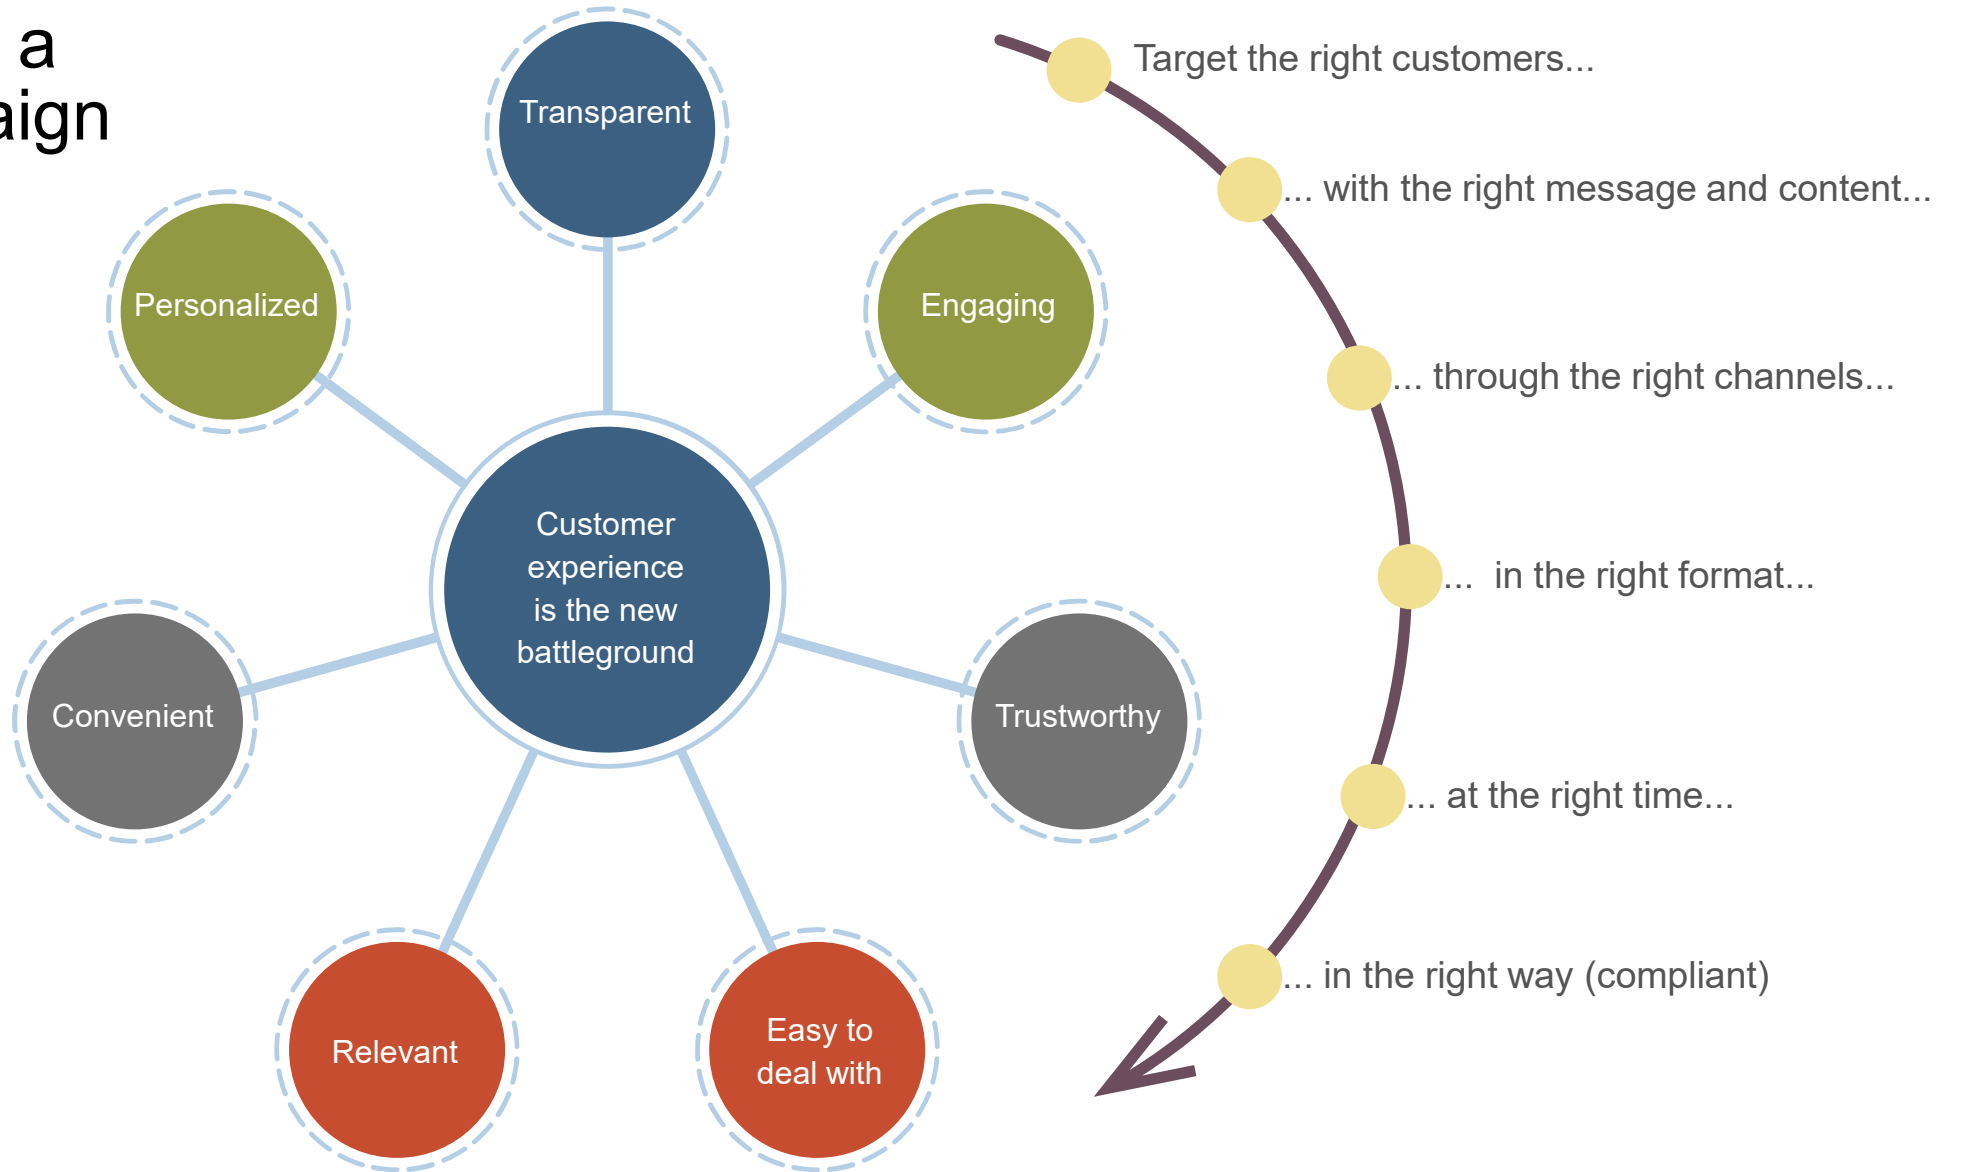 a
aign
Transparent
Personalized
Engaging
Customer
experience
is the new
battleground
Convenient
Trustworthy
Relevant
Easy to
deal with
Target the right customers...
... with the right message and content...
... through the right channels...
...  in the right format...
... at the right time...
... in the right way (compliant)